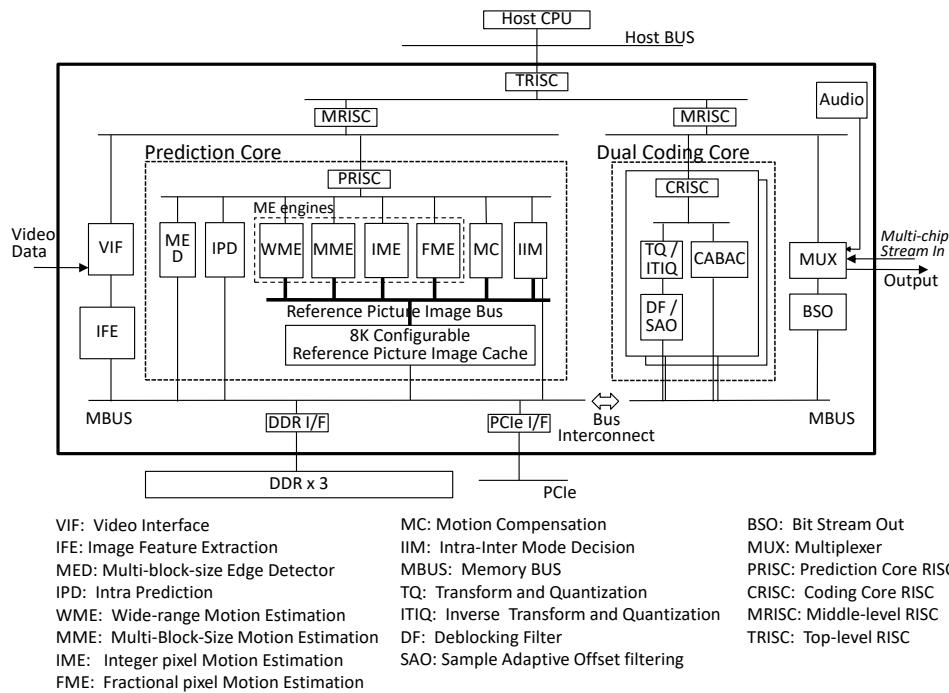 Host CPU
Host BUS
TRISC
MRISC
MRISC
Audio
Prediction Core
Dual Coding Core
PRISC
CRISC
ME engines
Video
Data
VIF
ME
D
IPD
WME
MME
IME
FME
MC
IIM
TQ /
ITIQ
CABAC
MUX
Multi-chip
Stream In
Output
IFE
Reference Picture Image Bus
DF /
SAO
BSO
8K Configurable
Reference Picture Image Cache
MBUS
DDR I/F
PCIe I/F
Bus
Interconnect
MBUS
DDR x 3
PCIe
VIF: Video Interface
IFE: Image Feature Extraction
MED: Multi-block-size Edge Detector
IPD: Intra Prediction
WME: Wide-range Motion Estimation
MME: Multi-Block-Size Motion Estimation
IME: Integer pixel Motion Estimation
FME: Fractional pixel Motion Estimation
MC: Motion Compensation
IIM: Intra-Inter Mode Decision
MBUS: Memory BUS
TQ: Transform and Quantization
ITIQ: Inverse Transform and Quantization
DF: Deblocking Filter
SAO: Sample Adaptive Offset filtering
BSO: Bit Stream Out
MUX: Multiplexer
PRISC: Prediction Core RISC
CRISC: Coding Core RISC
MRISC: Middle-level RISC
TRISC: Top-level RISC